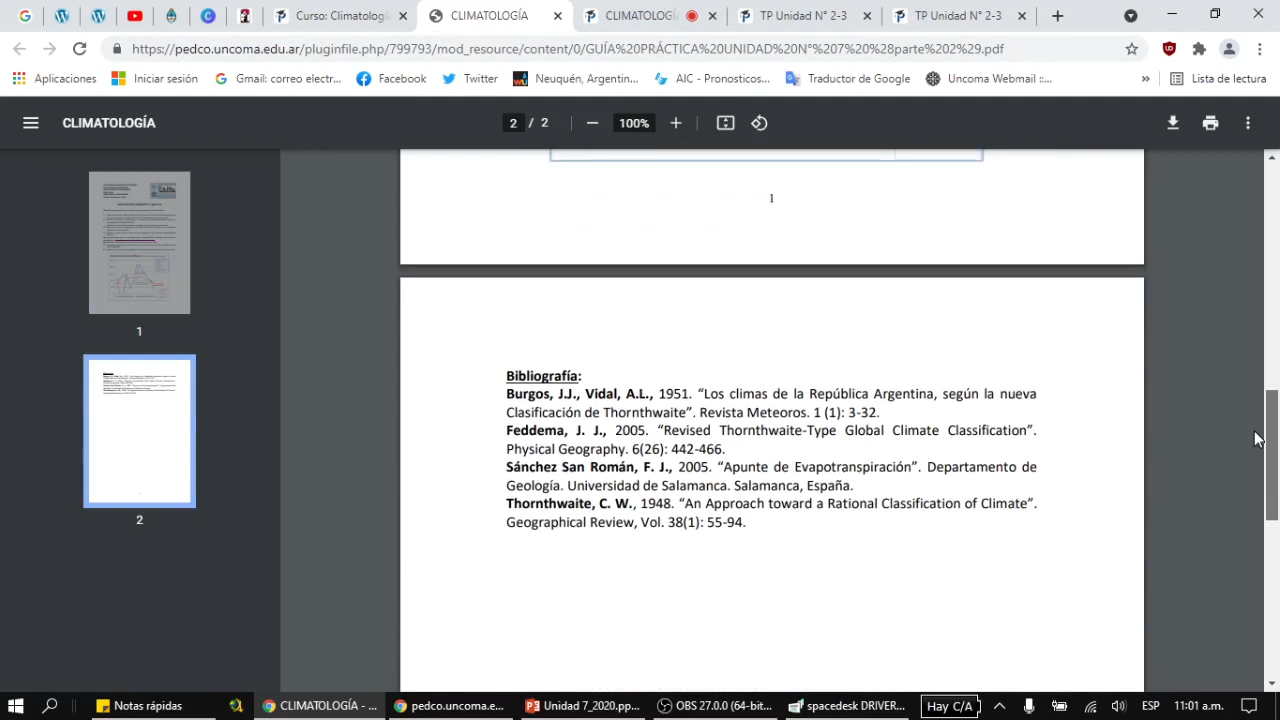 Curso: Climatología
CLIMATOLOGÍA
CLIMATOLOGÍ
TP Unidad N° 2-3
TP Unidad N° 2-3
https://pedco.uncoma.edu.ar/pluginfile.php/799793/mod_resource/content/0/GUÍA%20PRÁCTICA%20UNIDAD%20N°%207%20%28parte%202%29.pdf
Aplicaciones
Iniciar sesión
Gmail: correo electr...
Facebook
Twitter
Neuquén, Argentin...
AIC - Pronosticos...
Traductor de Google
Uncoma Webmail ::...
»
Lista de lectura
CLIMATOLOGÍA
2 / 2
100%
1
2
1
Bibliografía:
Burgos, J.J., Vidal, A.L., 1951. “Los climas de la República Argentina, según la nueva
Clasificación de Thornthwaite”. Revista Meteoros. 1 (1): 3-32.
Feddema, J. J., 2005. “Revised Thornthwaite-Type Global Climate Classification”.
Physical Geography. 6(26): 442-466.
Sánchez San Román, F. J., 2005. “Apunte de Evapotranspiración”. Departamento de
Geología. Universidad de Salamanca. Salamanca, España.
Thornthwaite, C. W., 1948. “An Approach toward a Rational Classification of Climate”.
Geographical Review, Vol. 38(1): 55-94.
Notas rápidas
CLIMATOLOGÍA - ...
pedco.uncoma.e...
Unidad 7_2020.pp...
OBS 27.0.0 (64-bit...
spacedesk DRIVER...
Hay C/A
ESP
11:01 a.m.